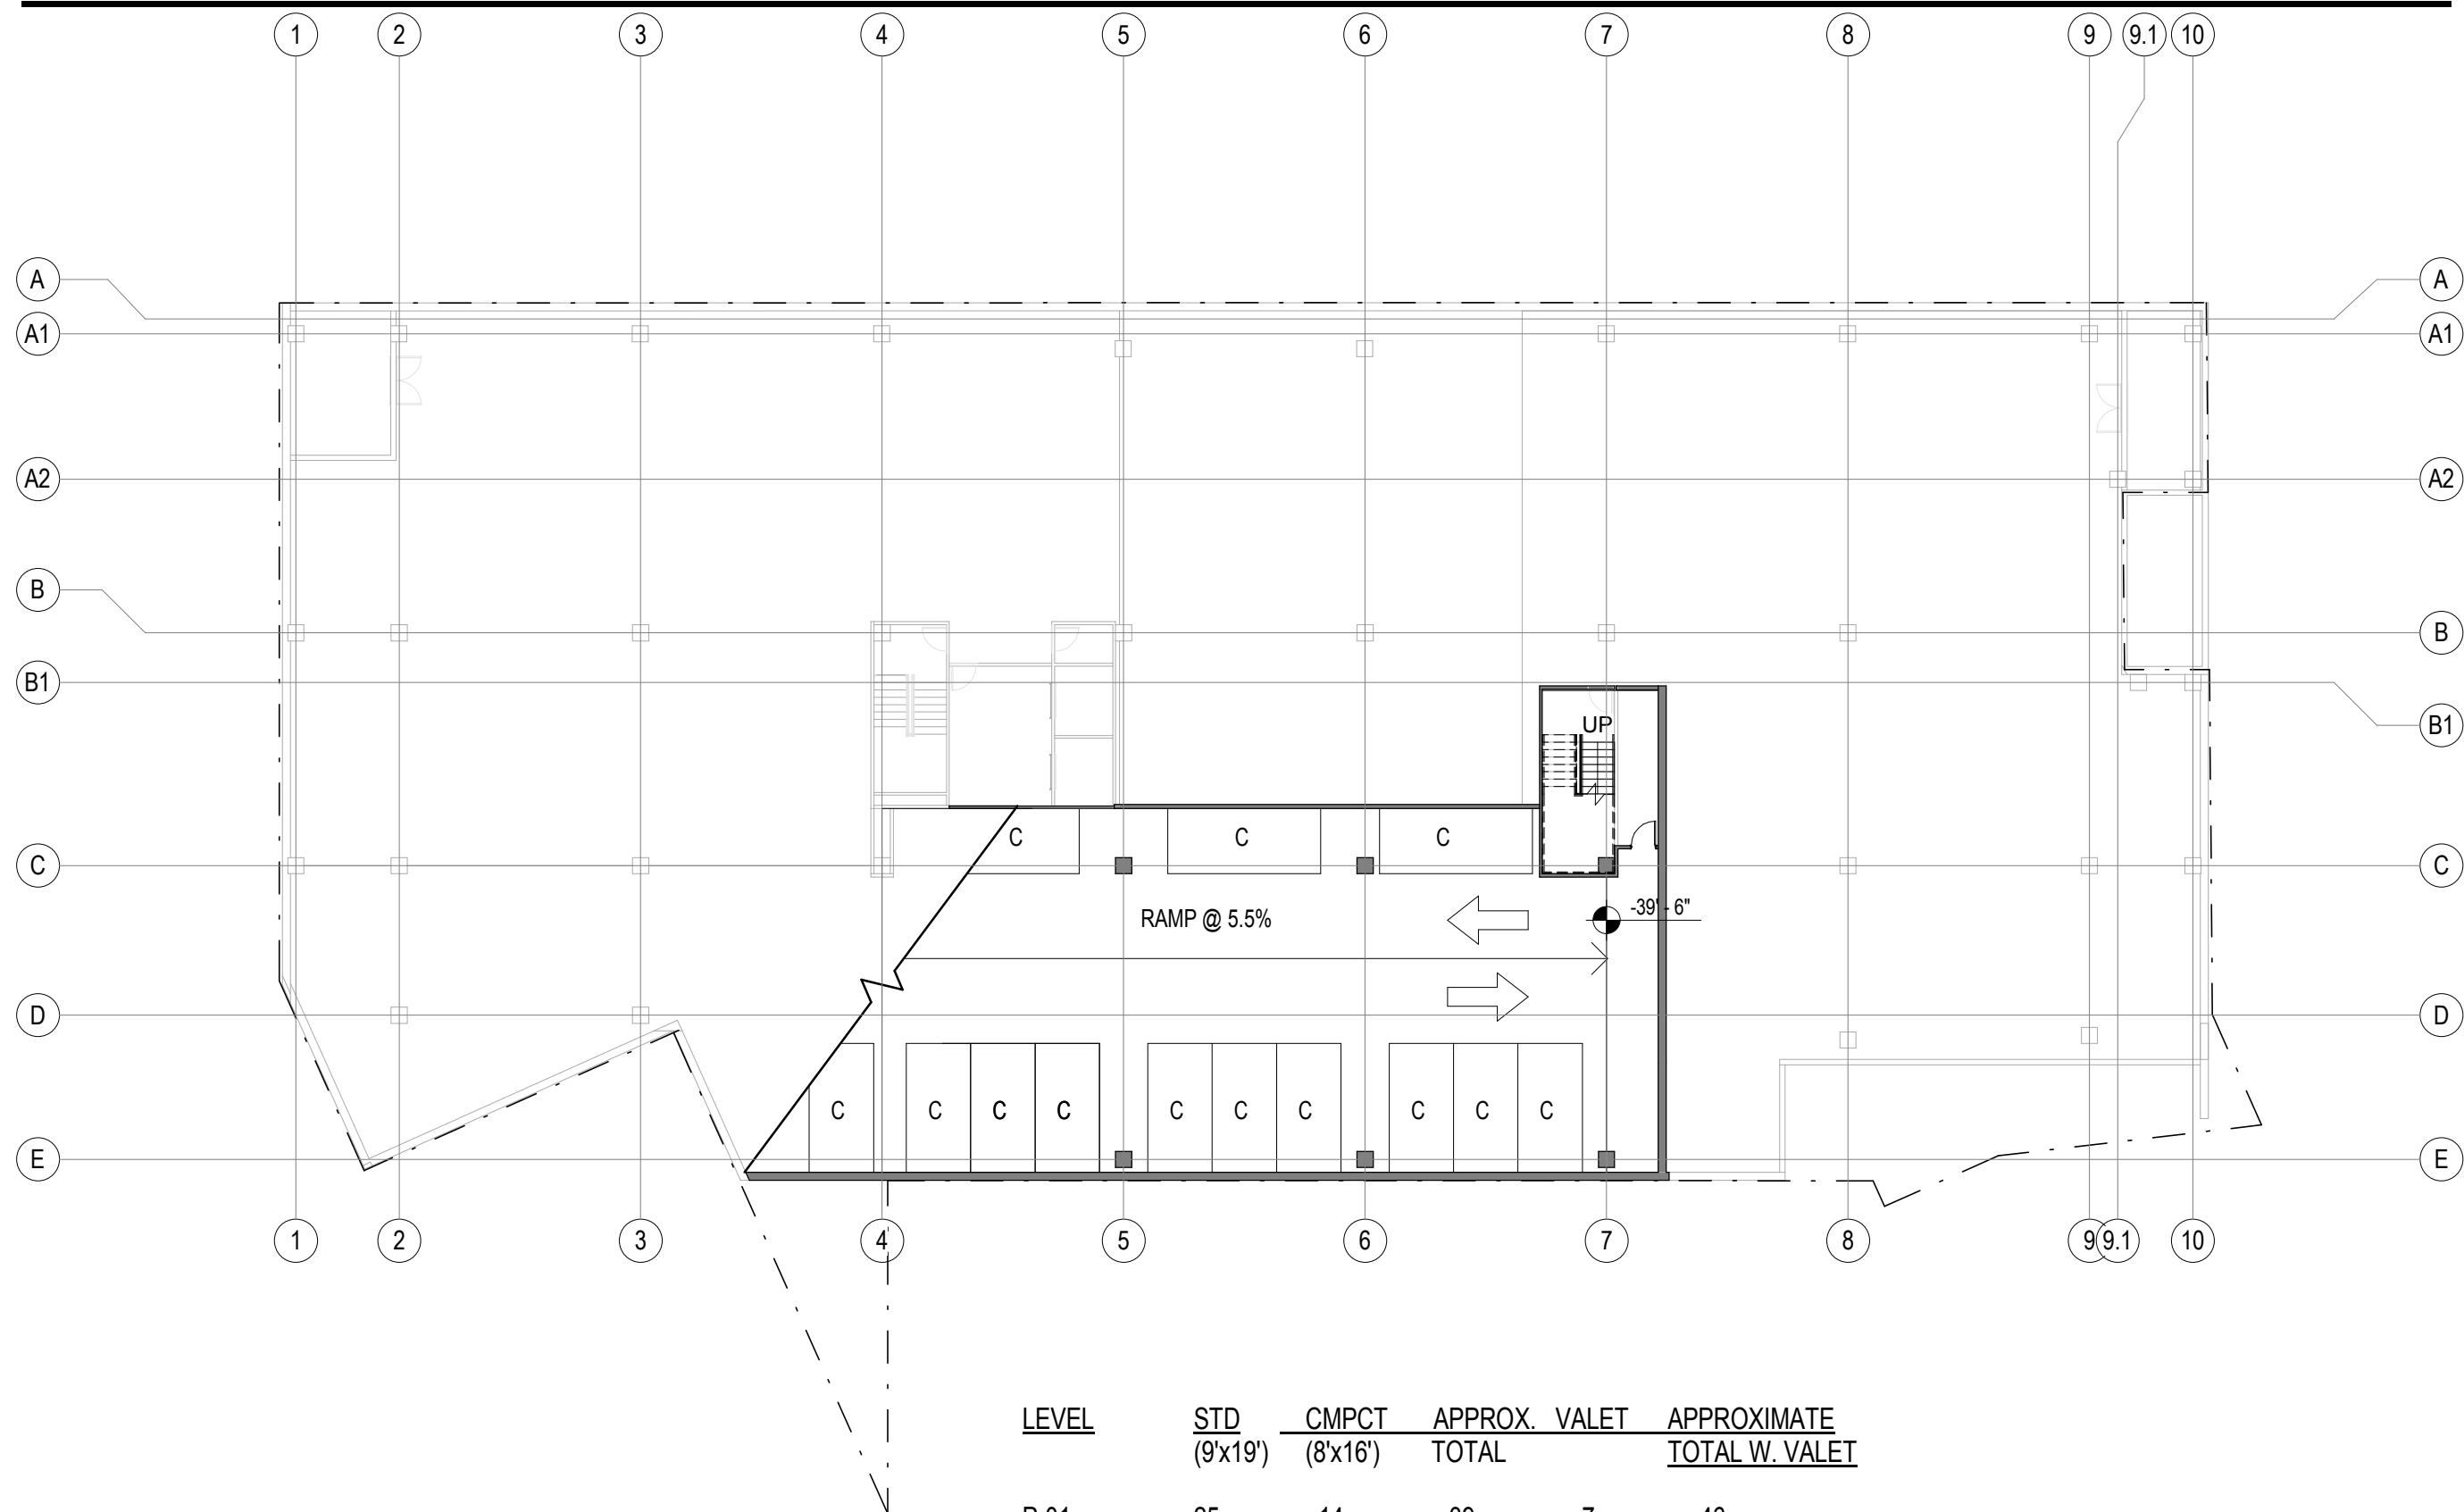 1 2 3 4 5 6 7 8 9 9.1 10
A A
A1 A1
A2 A2
B B
B1
UP
B1
C C C
C C
RAMP @ 5.5% -39' - 6"
D D
C C C C C C C C C C
E E
1 2 3 4 5 6 7 8 9 9.1 10
LEVEL STD CMPCT APPROX. VALET APPROXIMATE
(9'x19') (8'x16') TOTAL TOTAL W. VALET